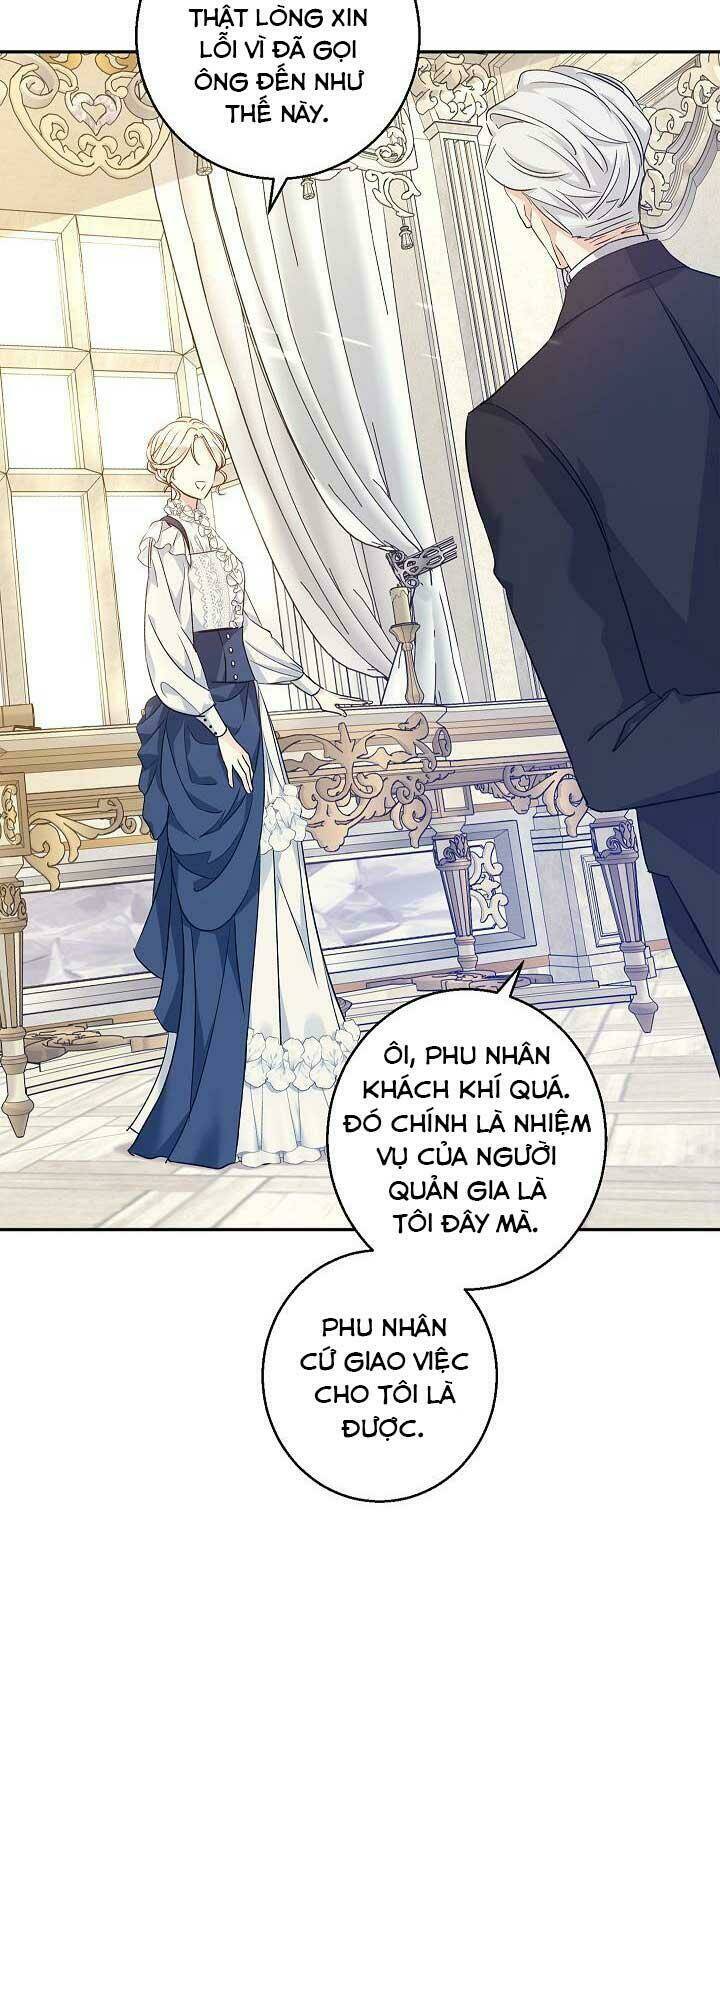 THẬT LÒNG XIN
LỖI VÌ ĐÃ GỌI
ÔNG ĐẾN NHƯ
THẾ NÀY.
ÔI, PHU NHÂN
KHÁCH KHÍ QUÁ.
ĐÓ CHÍNH LÀ NHIỆM
VỤ CỦA NGƯỜI
QUẢN GIA LÀ
TÔI ĐÂY MÀ.
PHU NHÂN
CỨ GIAO VIỆC
CHO TÔI LÀ
ĐƯỢC.